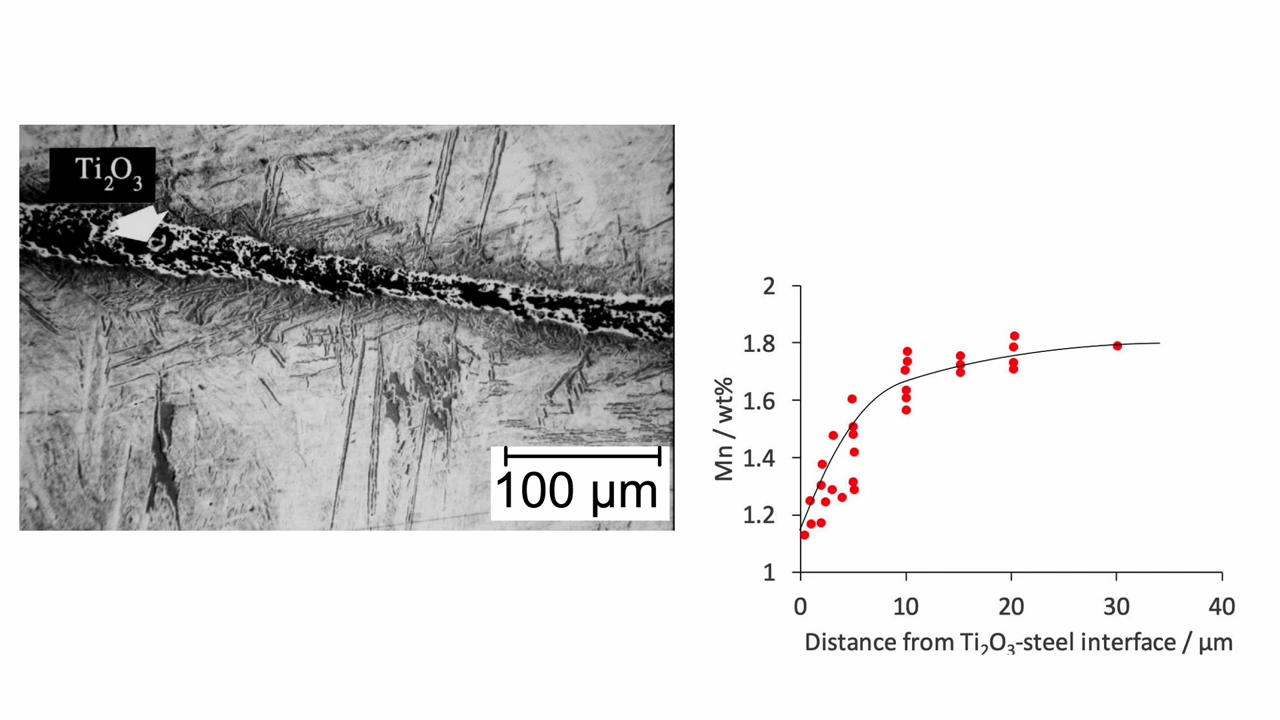 Ti₂O₃
100 μm
2
1.8
1.6
1.4
1.2
1
Mn / wt%
0 10 20 30 40
Distance from Ti₂O₃-steel interface / μm